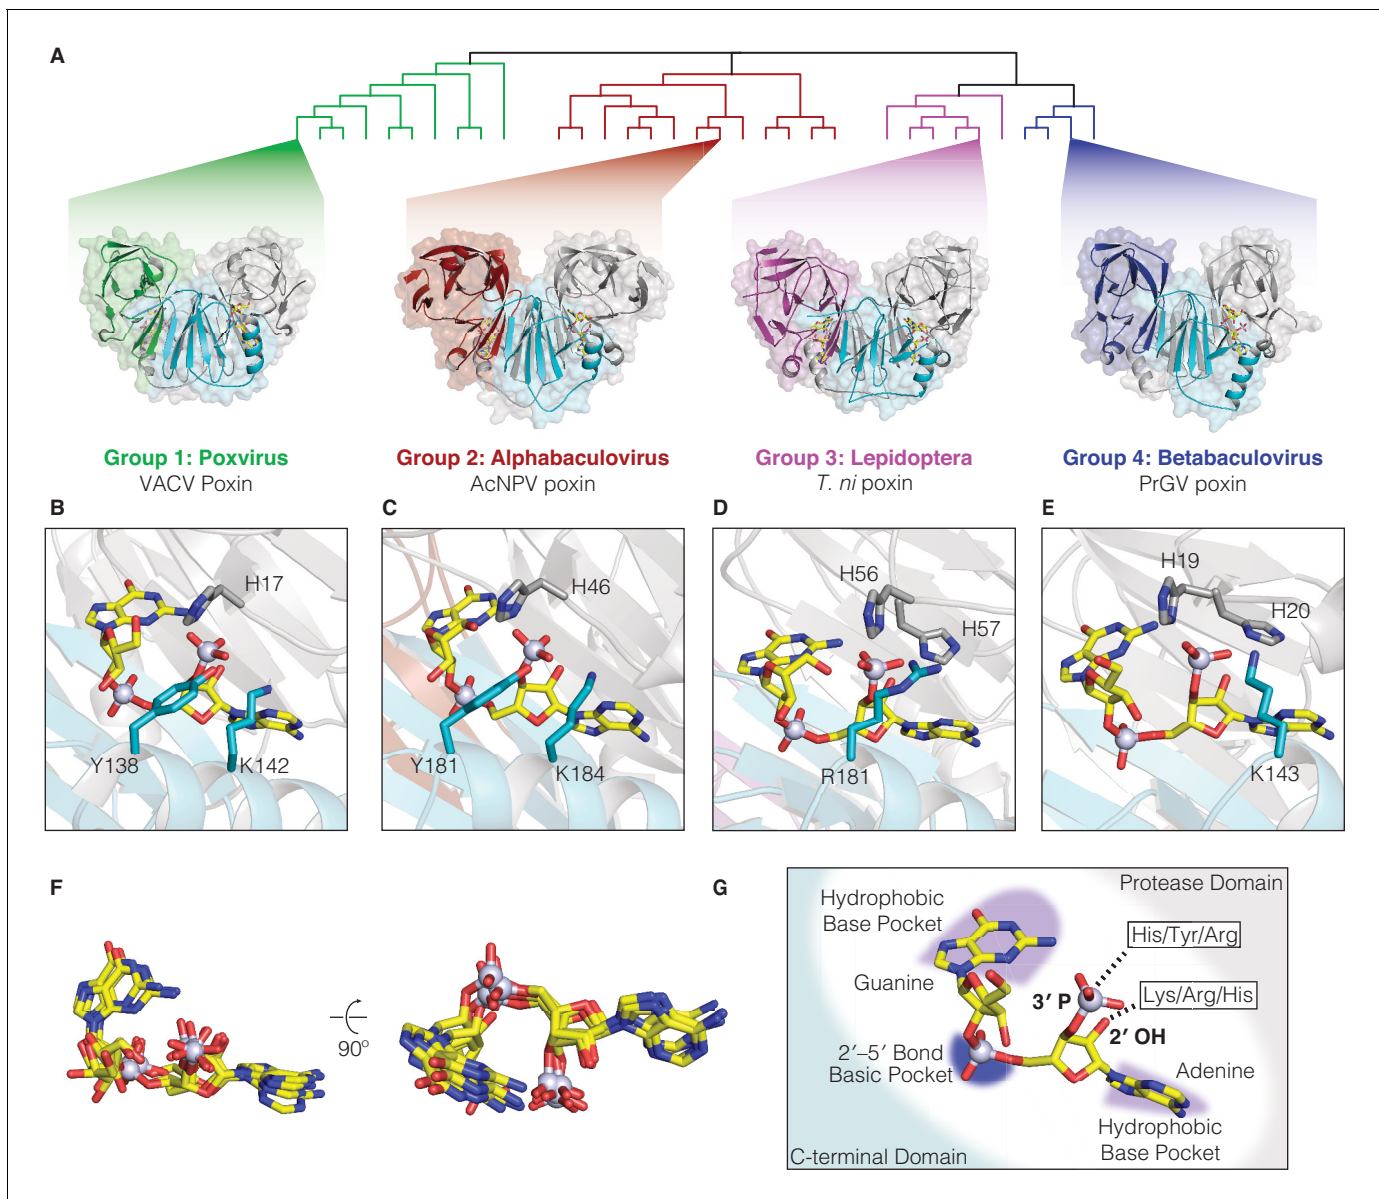 A
Group 1: Poxvirus
VACV Poxin
Group 2: Alphabaculovirus
AcNPV poxin
Group 3: Lepidoptera
T. ni poxin
Group 4: Betabaculovirus
PrGV poxin
B
H17
Y138
K142
C
H46
Y181
K184
D
H56
H57
R181
E
H19
H20
K143
F
90°
G
Protease Domain
Hydrophobic
Base Pocket
His/Tyr/Arg
Guanine
3′ P
Lys/Arg/His
2′ OH
2′–5′ Bond
Basic Pocket
Adenine
Hydrophobic
Base Pocket
C-terminal Domain